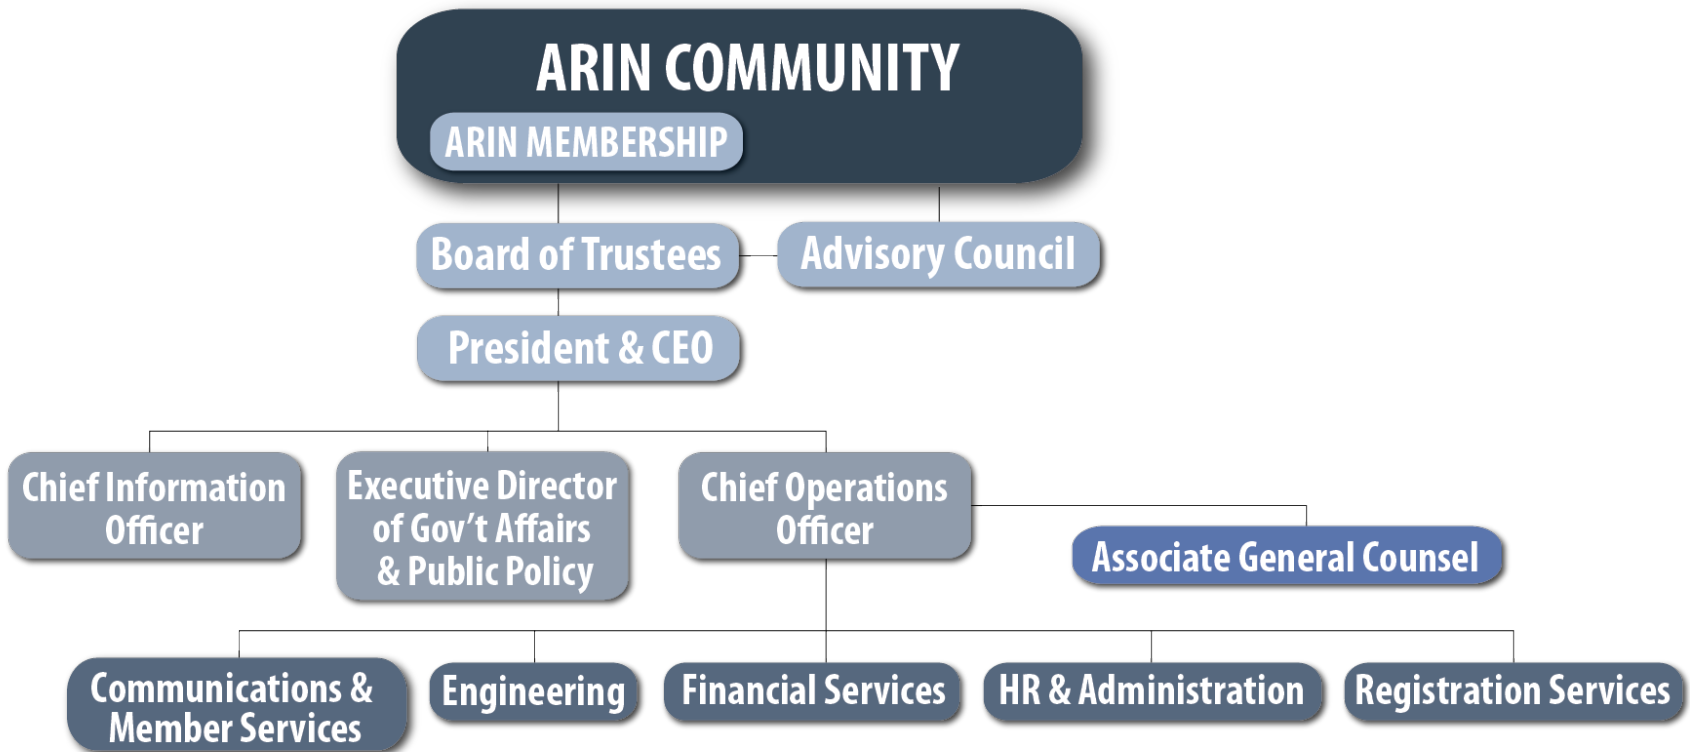 ARIN COMMUNITY
ARIN MEMBERSHIP
Board of Trustees
Advisory Council
President & CEO
Chief Information
Officer
Executive Director
of Gov’t Affairs
& Public Policy
Chief Operations
Officer
Associate General Counsel
Communications &
Member Services
Engineering
Financial Services
HR & Administration
Registration Services